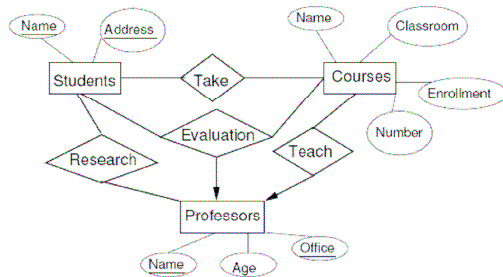 Name
Address
Name
Classroom
Students
Take
Courses
Enrollment
Number
Evaluation
Research
Teach
Professors
Name
Age
Office